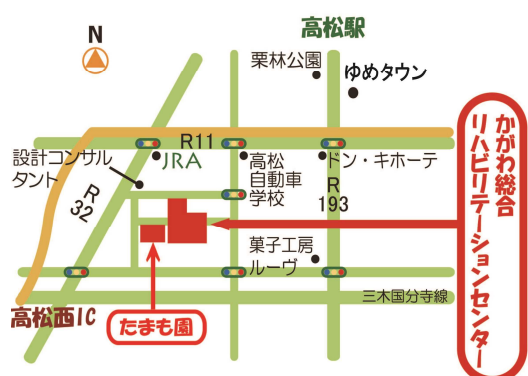 高松駅
N
栗林公園
ゆめタウン
R11
設計コンサル
タント
JRA
高松
自動車
学校
ドン・キホーテ
R
32
R
193
かがわ総合
リハビリテーションセンター
菓子工房
ルーヴ
三木国分寺線
高松西IC
たまも園